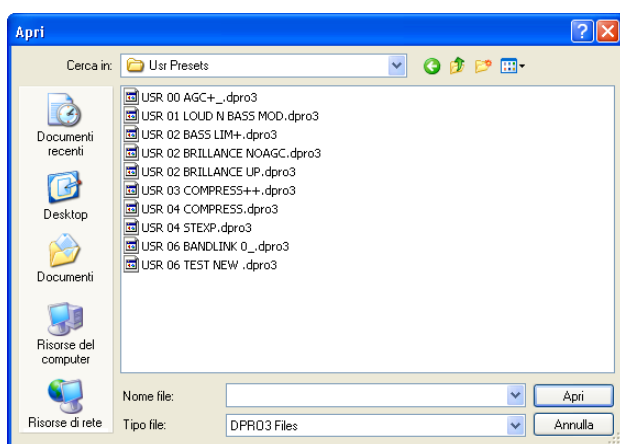 Apri
Cerca in: Usr Presets
Documenti recenti
Desktop
Documenti
Risorse del computer
Risorse di rete
USR 00 AGC+_.dpro3
USR 01 LOUD N BASS MOD.dpro3
USR 02 BASS LIM+.dpro3
USR 02 BRILLANCE NOAGC.dpro3
USR 02 BRILLANCE UP.dpro3
USR 03 COMPRESS++.dpro3
USR 04 COMPRESS.dpro3
USR 04 STEXP.dpro3
USR 06 BANDLINK 0_.dpro3
USR 06 TEST NEW .dpro3
Nome file: Apri
Tipo file: DPRO3 Files Annulla